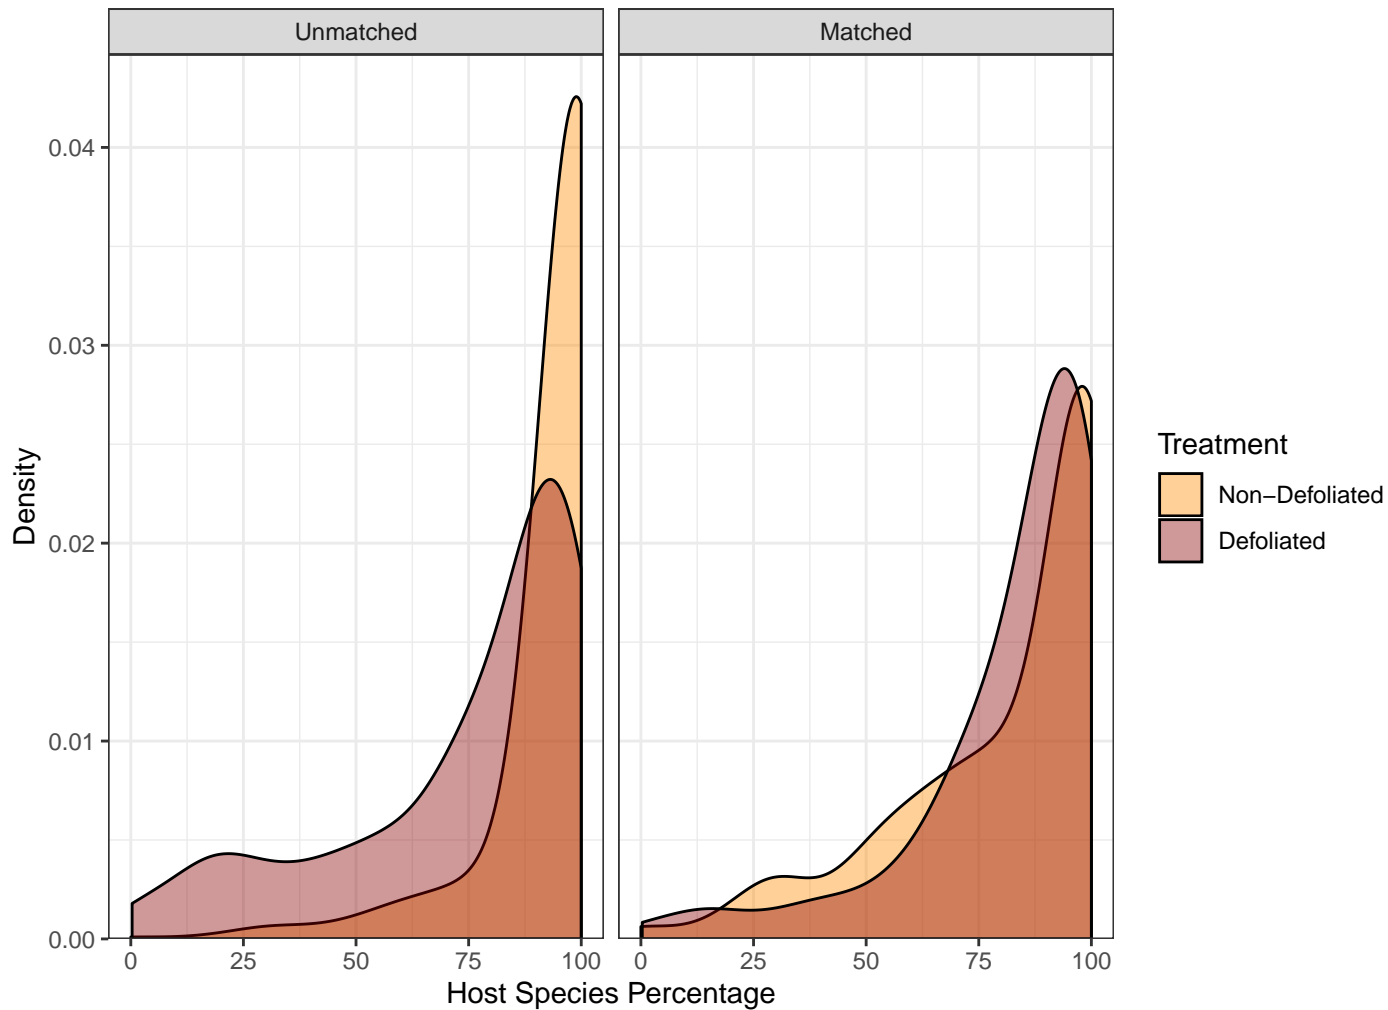 Unmatched
Matched
Density
0.04
0.03
0.02
0.01
0.00
0 25 50 75 100
0 25 50 75 100
Host Species Percentage
Treatment
Non−Defoliated
Defoliated